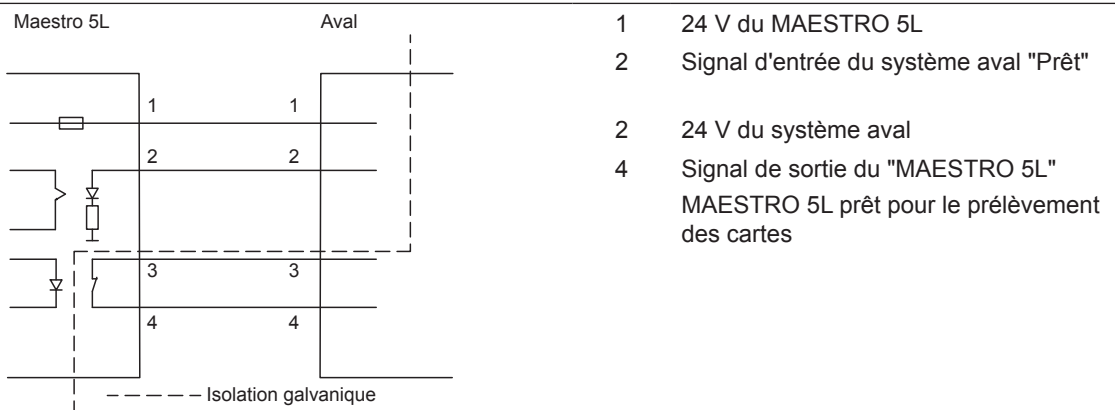 Maestro 5L Aval
1 1
2 2
3 3
4 4
Isolation galvanique
1 24 V du MAESTRO 5L
2 Signal d'entrée du système aval "Prêt"
2 24 V du système aval
4 Signal de sortie du "MAESTRO 5L"
MAESTRO 5L prêt pour le prélèvement
des cartes